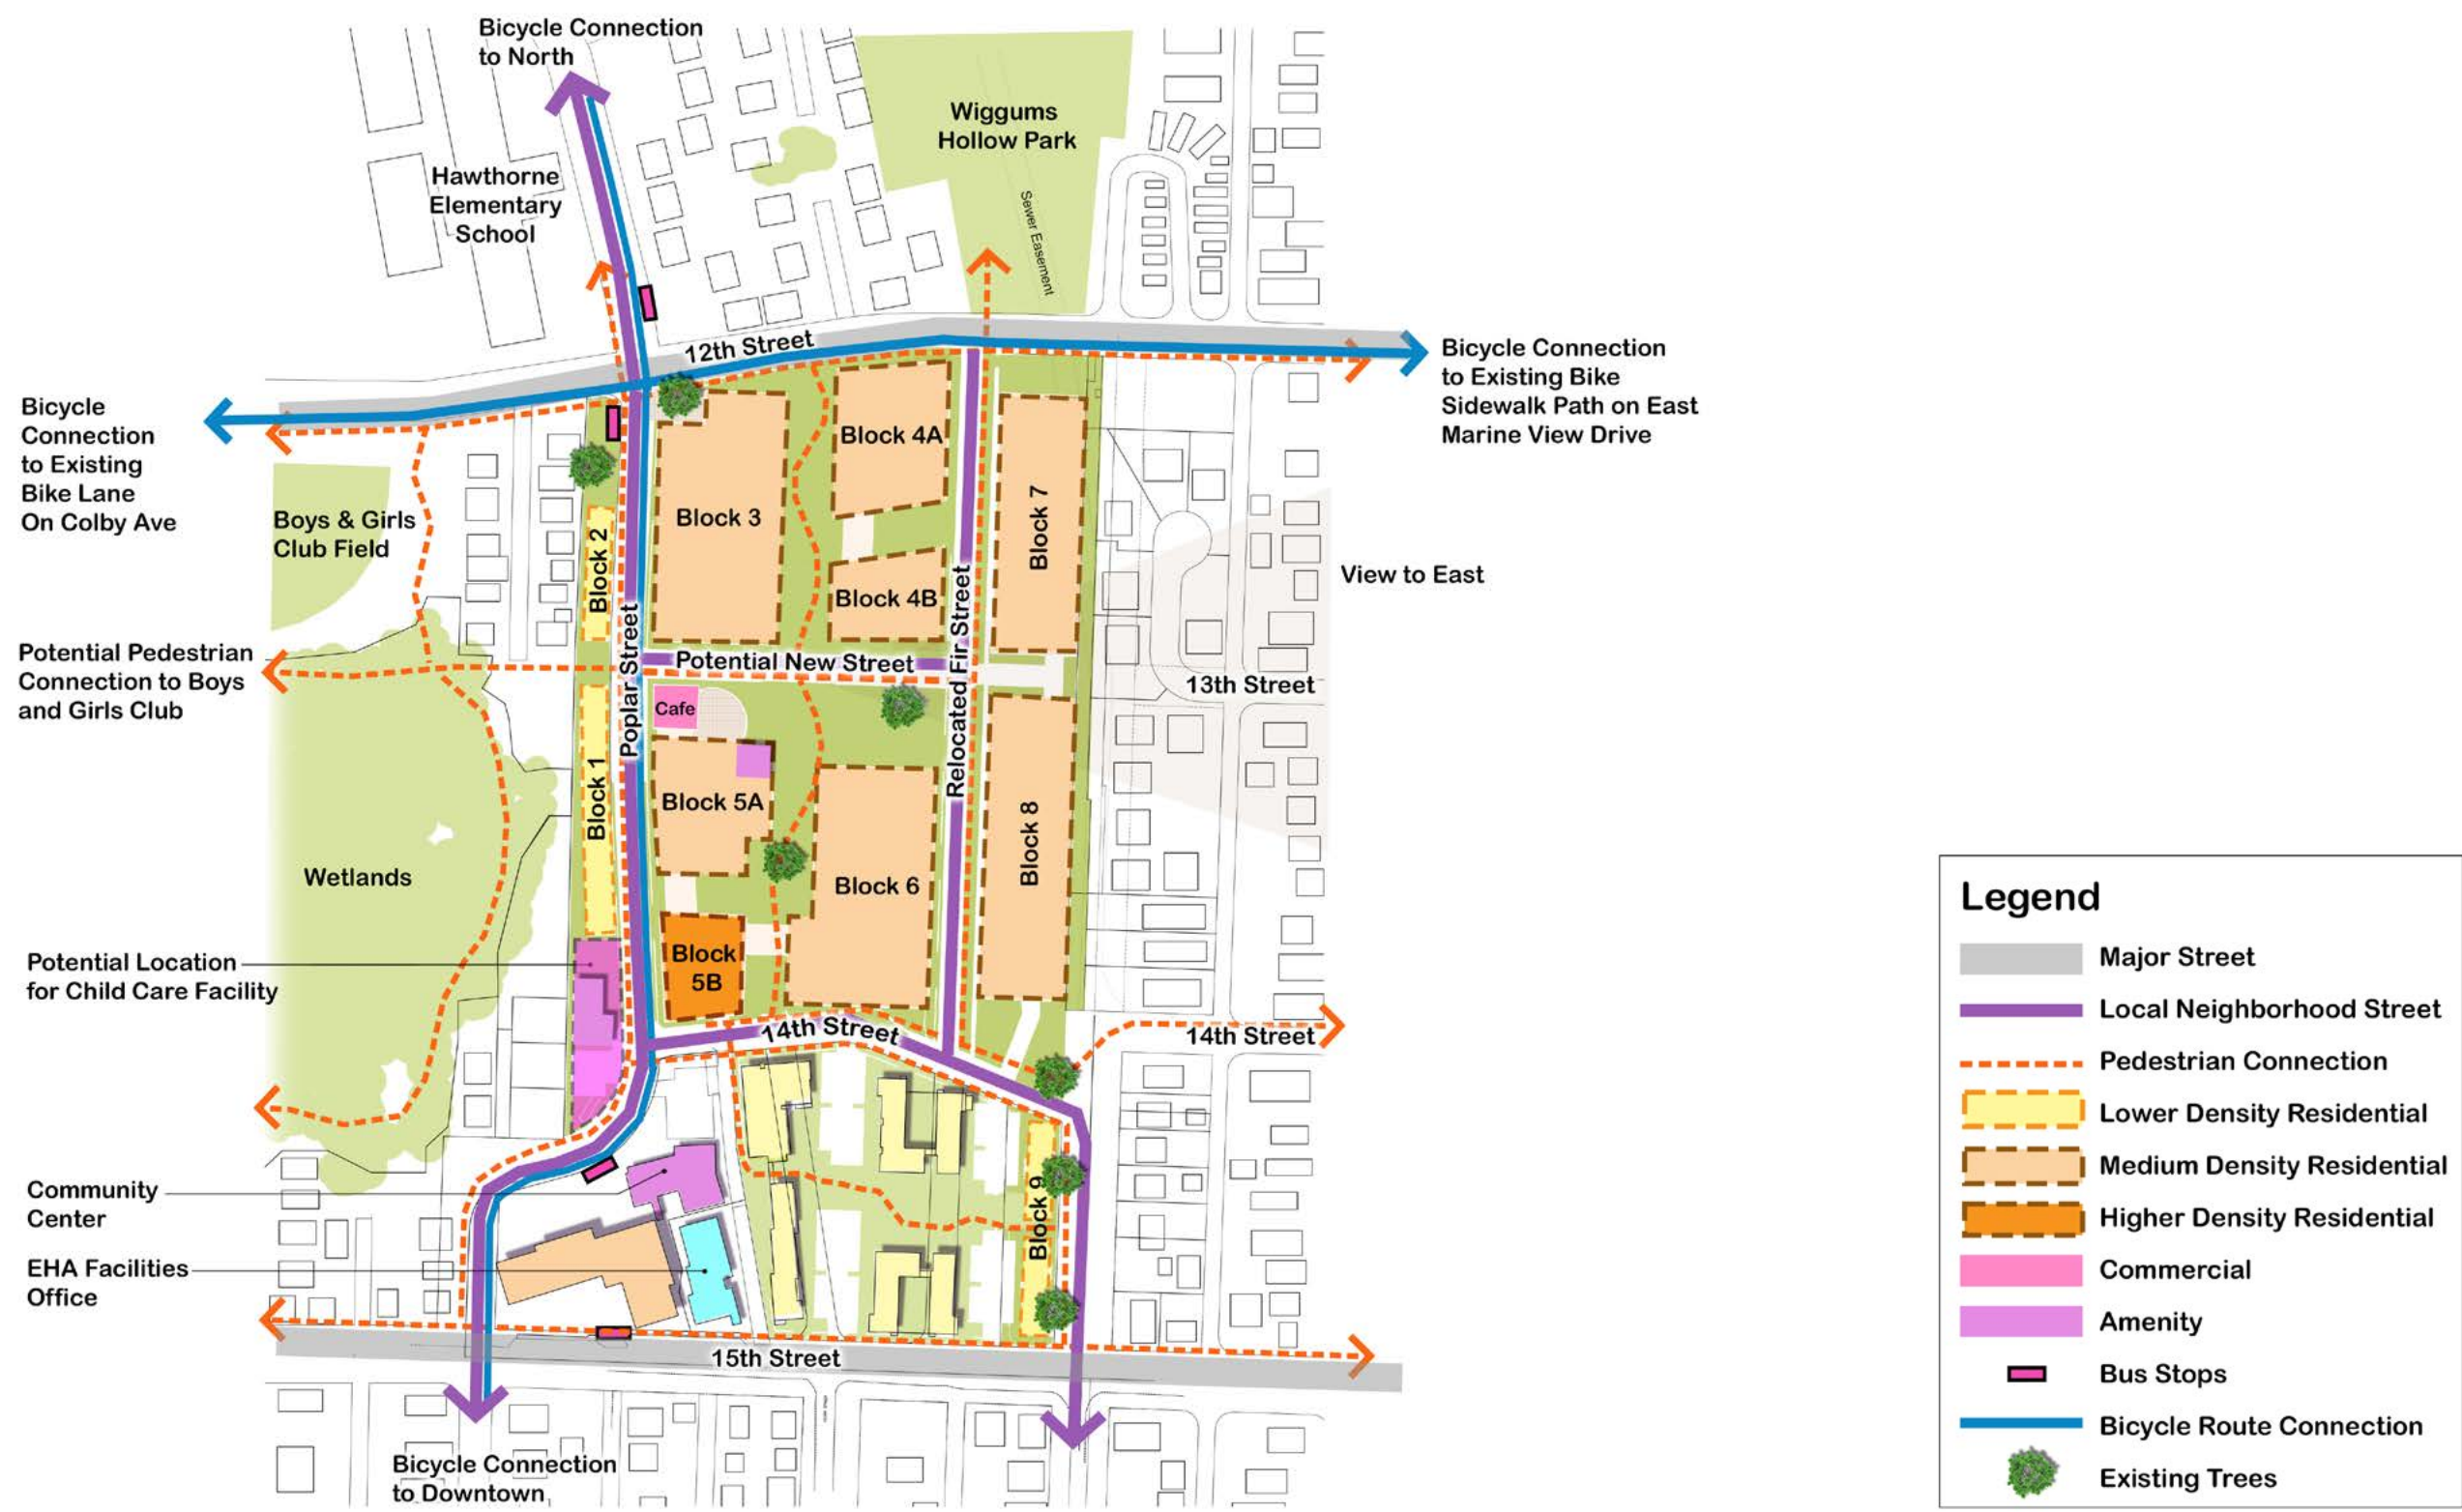 Bicycle Connection
to North
Wiggums
Hollow Park
Hawthorne
Elementary
School
Sewer Easement
12th Street
Bicycle Connection
to Existing Bike
Sidewalk Path on East
Marine View Drive
Bicycle
Connection
to Existing
Bike Lane
On Colby Ave
Boys & Girls
Club Field
Block 2
Block 3
Block 4A
Block 4B
Block 7
View to East
Potential Pedestrian
Connection to Boys
and Girls Club
Poplar Street
Potential New Street
Relocated Fir Street
13th Street
Cafe
Block 1
Block 5A
Block 6
Block 8
Wetlands
Block
5B
Potential Location
for Child Care Facility
14th Street
14th Street
Community
Center
Block 9
EHA Facilities
Office
15th Street
Bicycle Connection
to Downtown
Legend
Major Street
Local Neighborhood Street
Pedestrian Connection
Lower Density Residential
Medium Density Residential
Higher Density Residential
Commercial
Amenity
Bus Stops
Bicycle Route Connection
Existing Trees